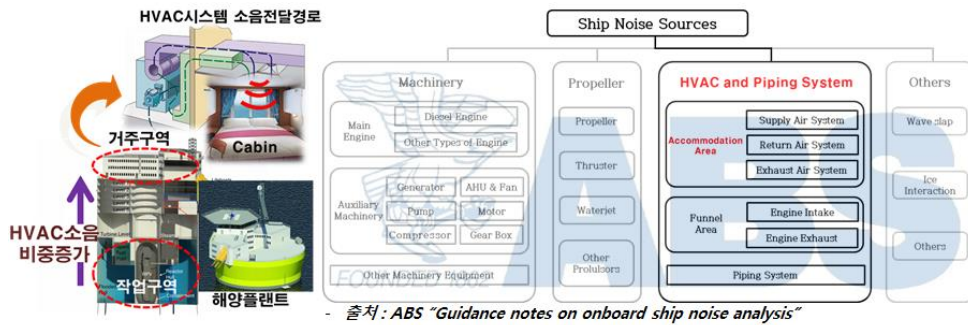 HVAC시스템 소음전달경로
거주구역
Cabin
HVAC소음
비중증가
작업구역
해양플랜트
Ship Noise Sources
Machinery
Main
Engine
Diesel Engine
Other Types of Engine
Auxiliary
Machinery
Generator
AHU & Fan
Pump
Motor
Compressor
Gear Box
Other Machinery Equipment
Propeller
Propeller
Thruster
Waterjet
Other
Prolulsors
HVAC and Piping System
Accommodation
Area
Supply Air System
Return Air System
Exhaust Air System
Funnel
Area
Engine Intake
Engine Exhaust
Piping System
Others
Wave slap
Ice
Interaction
Others
ABS
- 출처 : ABS "Guidance notes on onboard ship noise analysis"